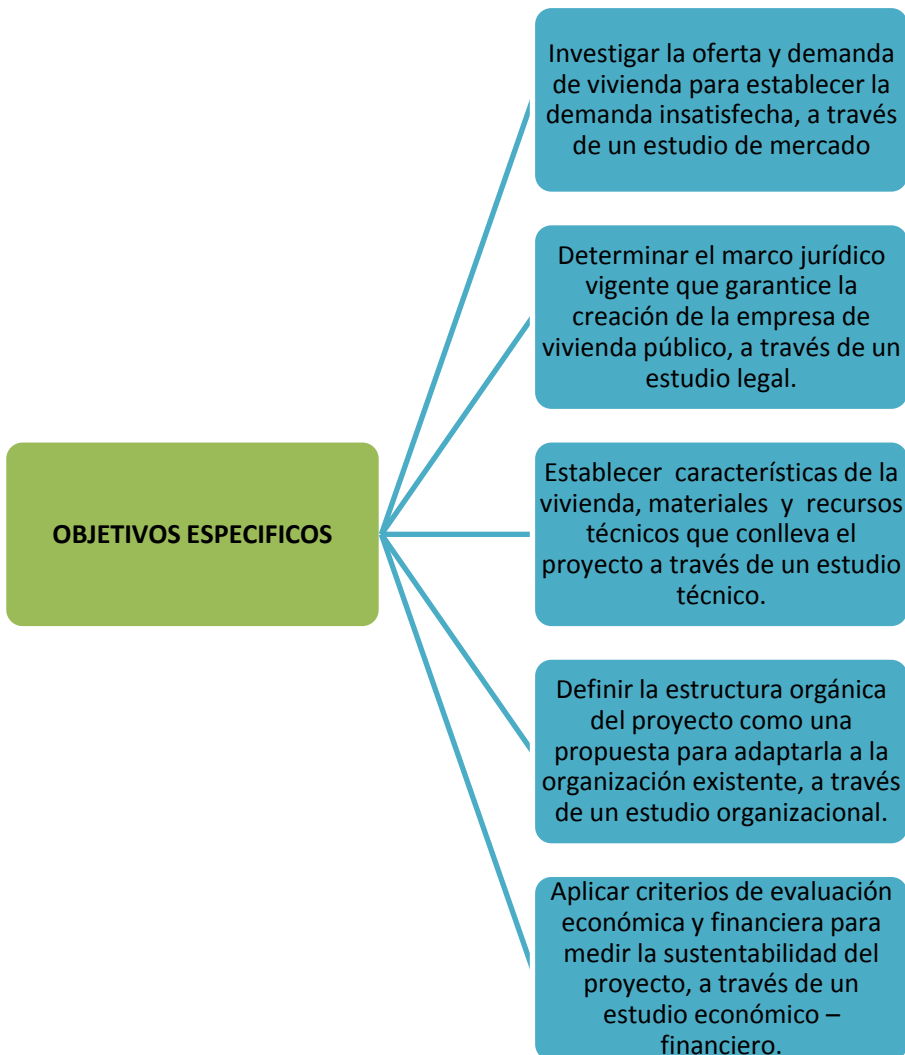 Investigar la oferta y demanda
de vivienda para establecer la
demanda insatisfecha, a través
de un estudio de mercado
Determinar el marco jurídico
vigente que garantice la
creación de la empresa de
vivienda público, a través de un
estudio legal.
OBJETIVOS ESPECIFICOS
Establecer características de la
vivienda, materiales y recursos
técnicos que conlleva el
proyecto a través de un estudio
técnico.
Definir la estructura orgánica
del proyecto como una
propuesta para adaptarla a la
organización existente, a través
de un estudio organizacional.
Aplicar criterios de evaluación
económica y financiera para
medir la sustentabilidad del
proyecto, a través de un
estudio económico –
financiero.